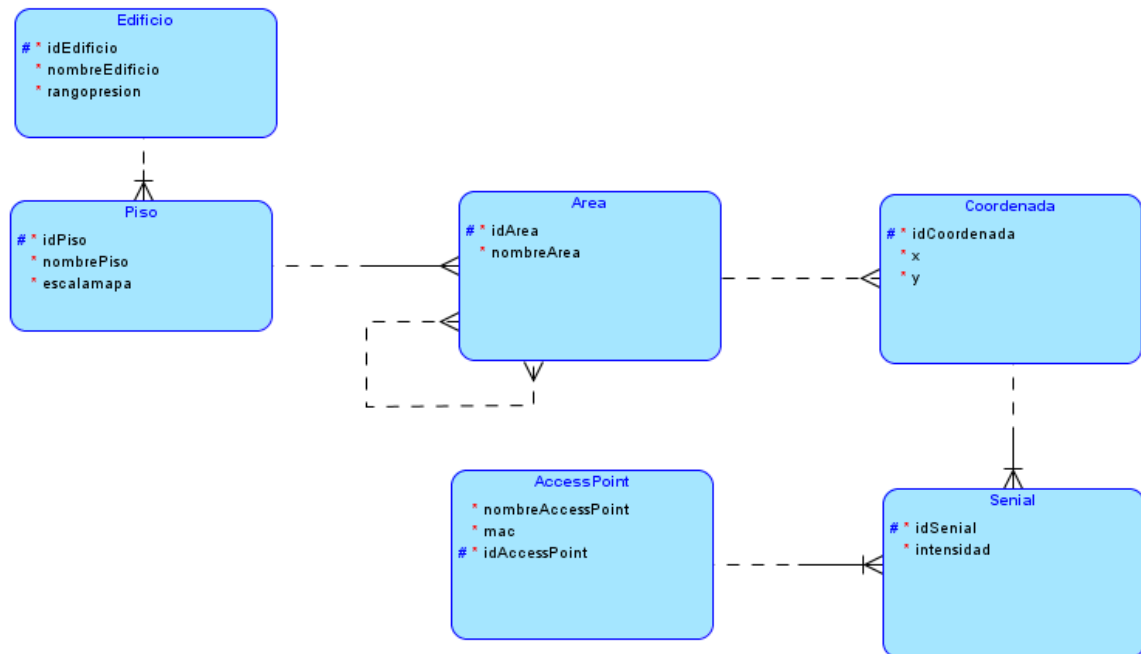 Edificio
# * idEdificio
* nombreEdificio
* rangopresion
Piso
# * idPiso
* nombrePiso
* escalamapa
Area
# * idArea
* nombreArea
Coordenada
# * idCoordenada
* x
* y
AccessPoint
* nombreAccessPoint
* mac
# * idAccessPoint
Senial
# * idSenial
* intensidad